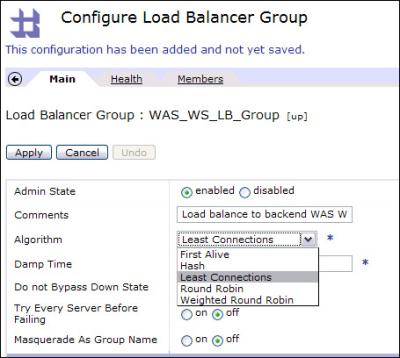 Configure Load Balancer Group
This configuration has been added and not yet saved.
Main Health Members
Load Balancer Group : WAS_WS_LB_Group [up]
Apply Cancel Undo
Admin State enabled disabled
Comments Load balance to backend WAS W
Algorithm Least Connections *
First Alive
Hash
Damp Time *
Least Connections
Do not Bypass Down State Round Robin
Weighted Round Robin
Try Every Server Before
Failing on off
Masquerade As Group Name on off